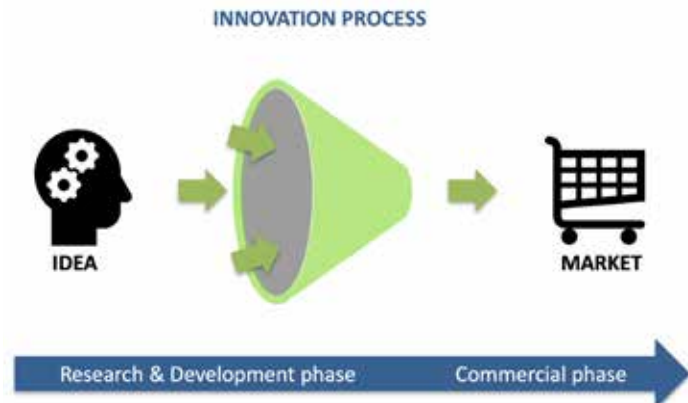 INNOVATION PROCESS
IDEA
MARKET
Research & Development phase
Commercial phase